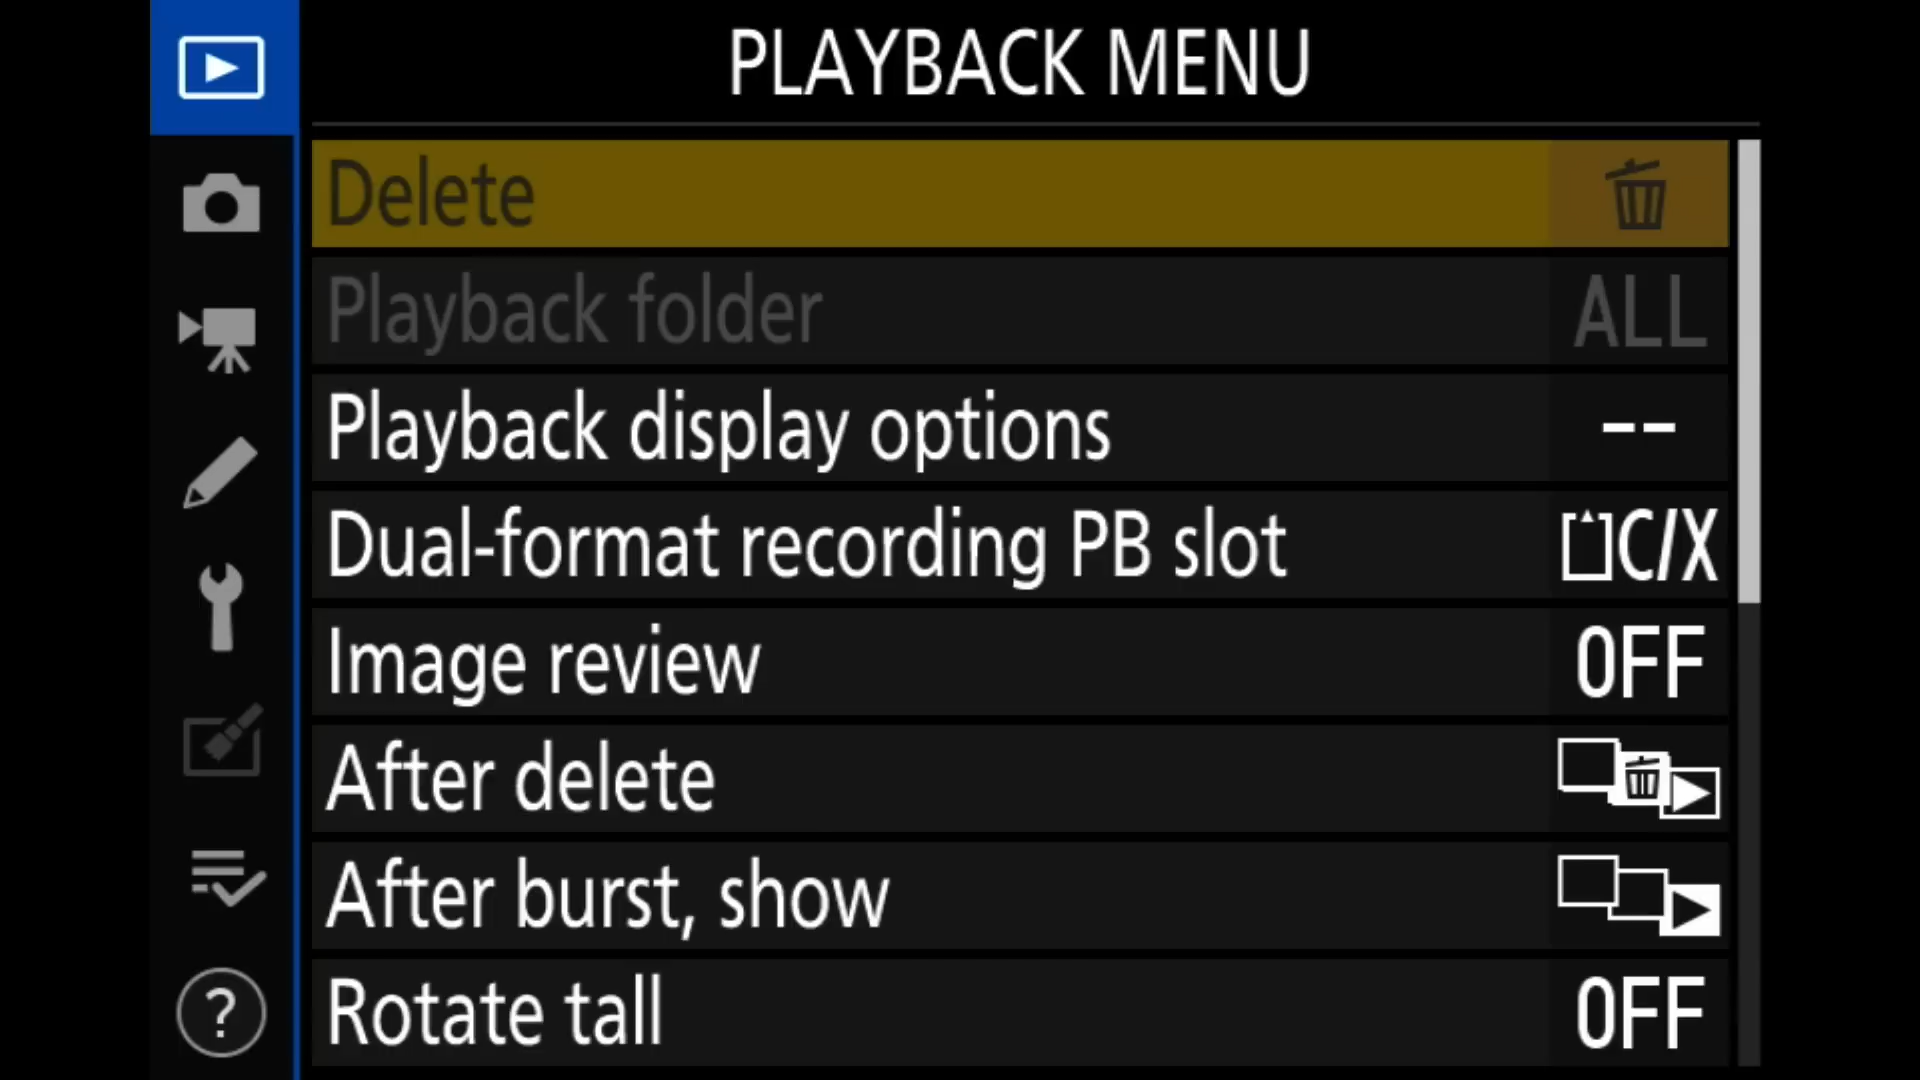 PLAYBACK MENU
Delete
Playback folder ALL
Playback display options --
Dual-format recording PB slot C/X
Image review OFF
After delete
After burst, show
Rotate tall OFF
?